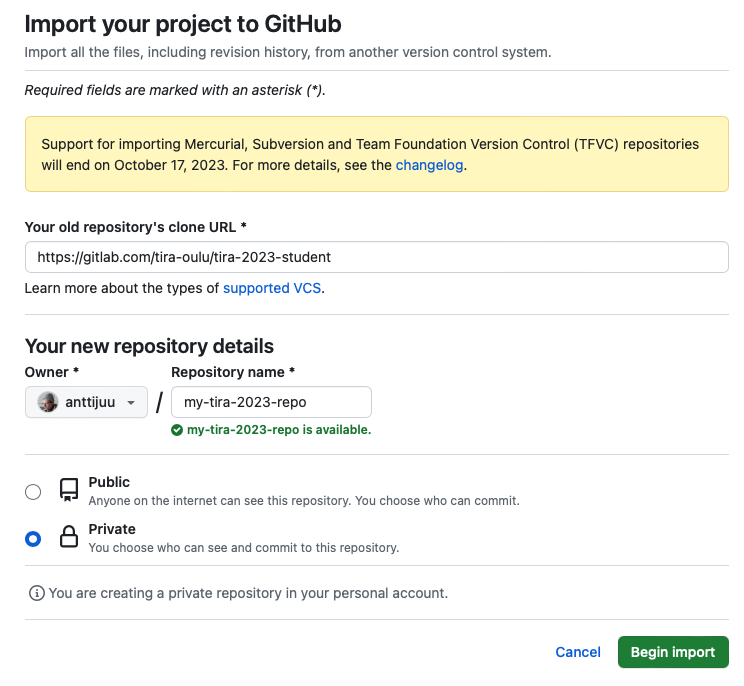 Import your project to GitHub
Import all the files, including revision history, from another version control system.
Required fields are marked with an asterisk (*).
Support for importing Mercurial, Subversion and Team Foundation Version Control (TFVC) repositories
will end on October 17, 2023. For more details, see the changelog.
Your old repository's clone URL *
https://gitlab.com/tira-oulu/tira-2023-student
Learn more about the types of supported VCS.
Your new repository details
Owner * Repository name *
anttijuu / my-tira-2023-repo
my-tira-2023-repo is available.
Public
Anyone on the internet can see this repository. You choose who can commit.
Private
You choose who can see and commit to this repository.
You are creating a private repository in your personal account.
Cancel Begin import